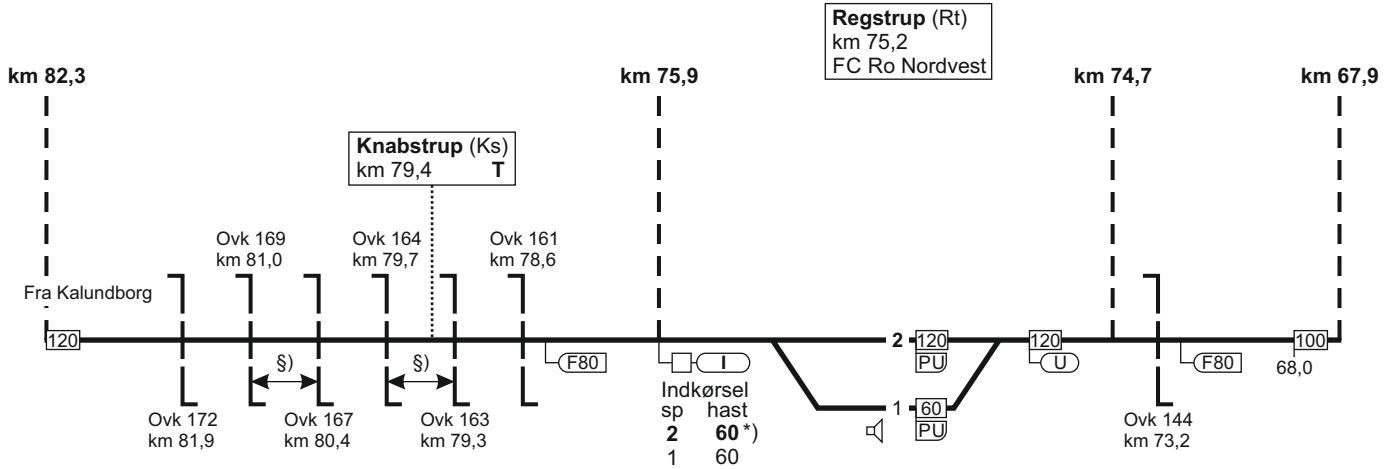 Regstrup (Rt)
km 75,2
FC Ro Nordvest
km 82,3
km 75,9
km 74,7
km 67,9
Knabstrup (Ks)
km 79,4 T
Ovk 169
km 81,0
Ovk 164
km 79,7
Ovk 161
km 78,6
Fra Kalundborg
120
§)
§)
F80
I
2 120
PU
120
U
F80
100
68,0
Ovk 172
km 81,9
Ovk 167
km 80,4
Ovk 163
km 79,3
Indkørsel
sp hast
2 60 *)
1 60
1 60
PU
Ovk 144
km 73,2